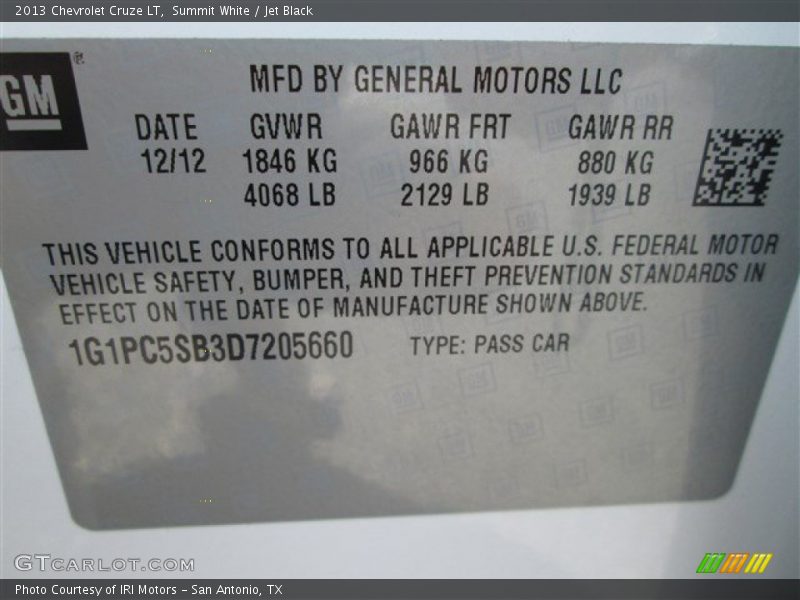 2013 Chevrolet Cruze LT,  Summit White / Jet Black
GM ®
MFD BY GENERAL MOTORS LLC
DATE GVWR GAWR FRT GAWR RR
12/12 1846 KG 966 KG 880 KG
4068 LB 2129 LB 1939 LB
THIS VEHICLE CONFORMS TO ALL APPLICABLE U.S. FEDERAL MOTOR
VEHICLE SAFETY, BUMPER, AND THEFT PREVENTION STANDARDS IN
EFFECT ON THE DATE OF MANUFACTURE SHOWN ABOVE.
1G1PC5SB3D7205660 TYPE: PASS CAR
GTCARLOT.COM
Photo Courtesy of IRI Motors – San Antonio, TX